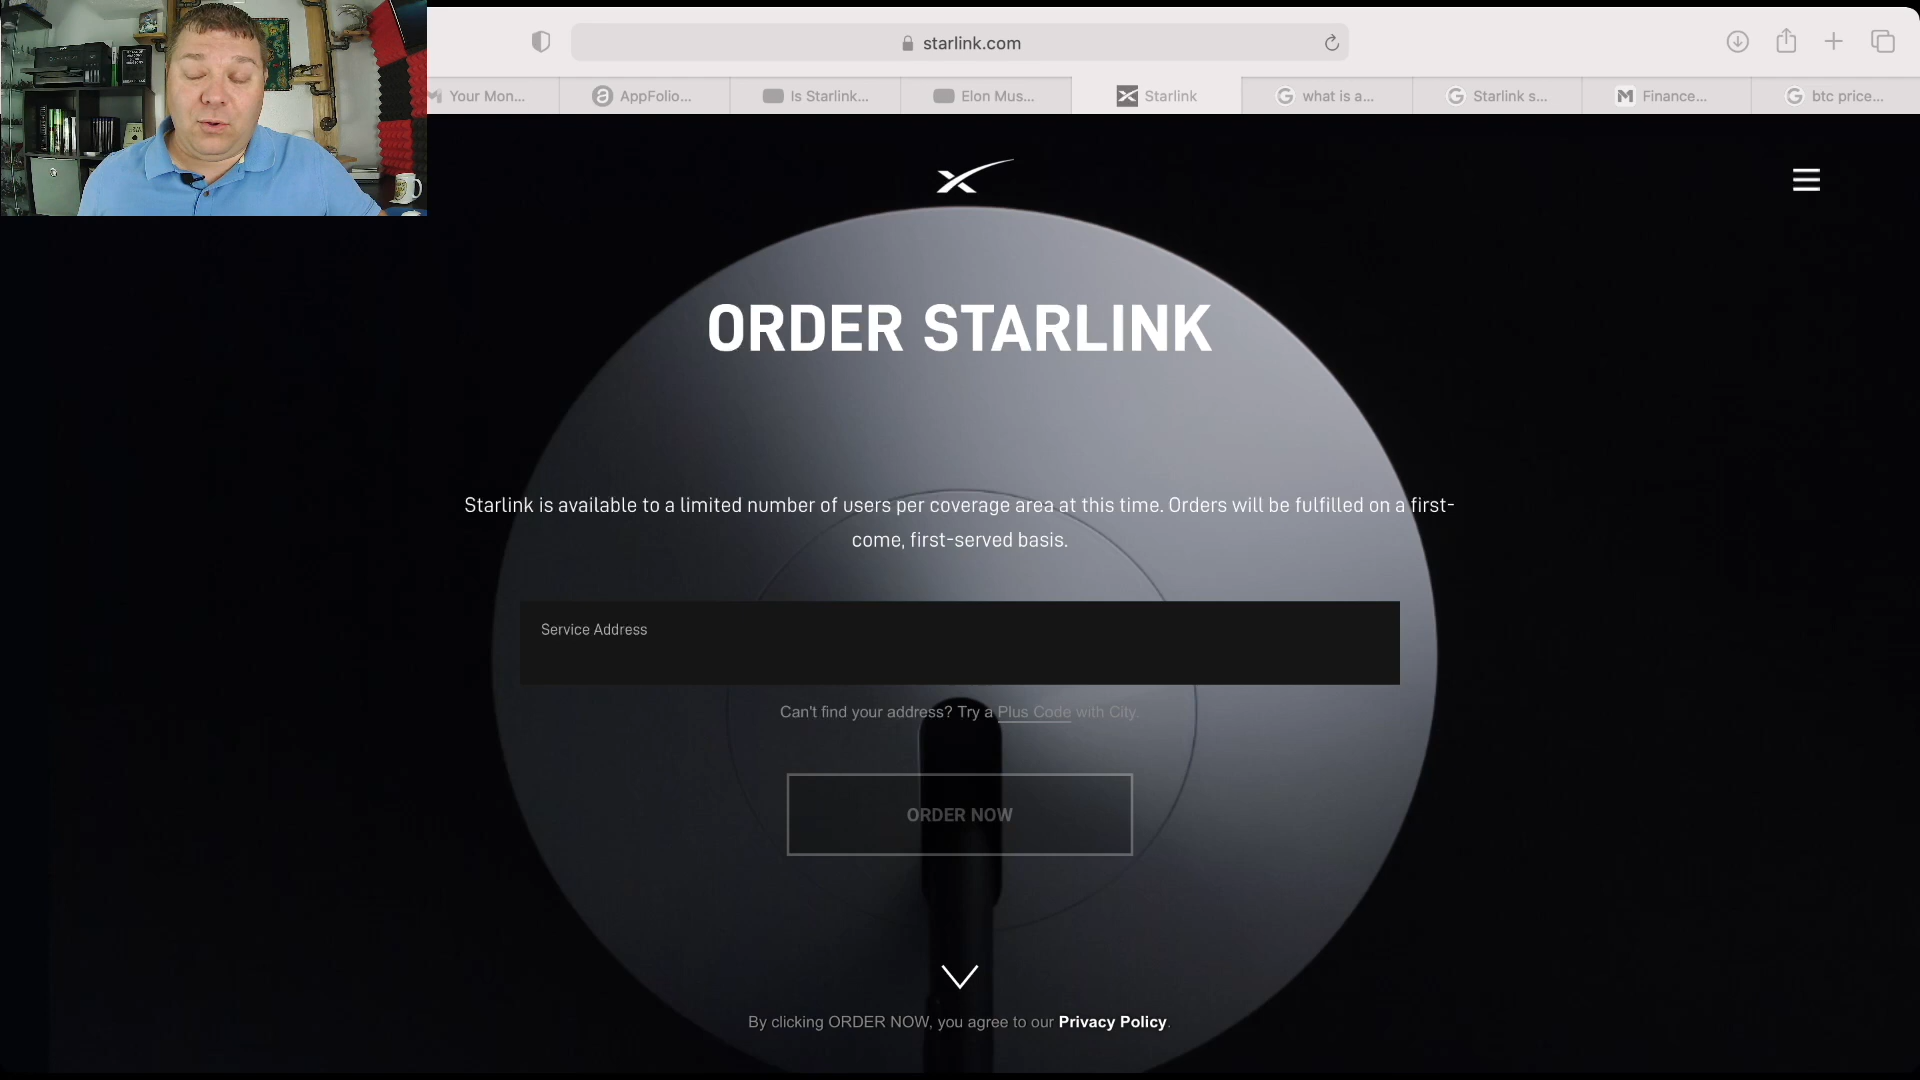 starlink.com
Your Mon...
AppFolio...
Is Starlink...
Elon Mus...
Starlink
what is a...
Starlink s...
Finance...
btc price...
ORDER STARLINK
Starlink is available to a limited number of users per coverage area at this time. Orders will be fulfilled on a first-
come, first-served basis.
Service Address
Can't find your address? Try a Plus Code with City.
ORDER NOW
By clicking ORDER NOW, you agree to our Privacy Policy.